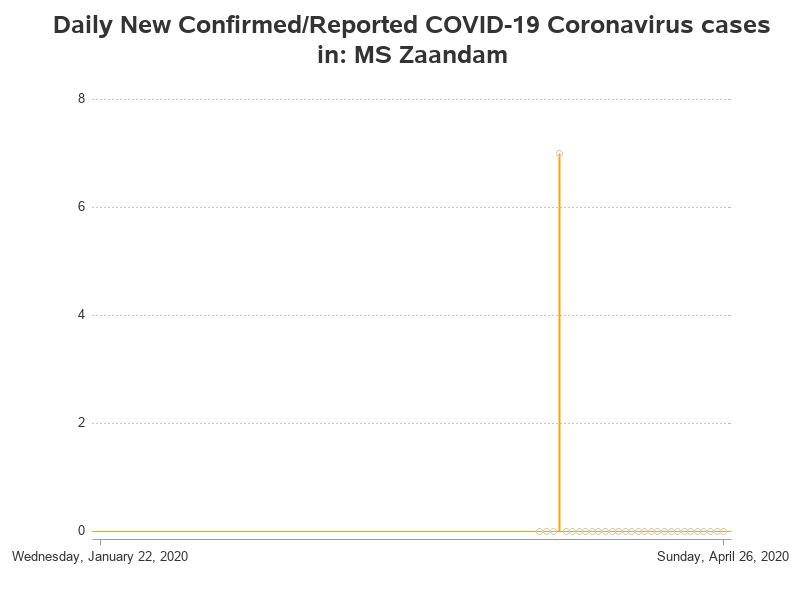 Daily New Confirmed/Reported COVID-19 Coronavirus cases
in: MS Zaandam
8
6
4
2
0
Wednesday, January 22, 2020
Sunday, April 26, 2020